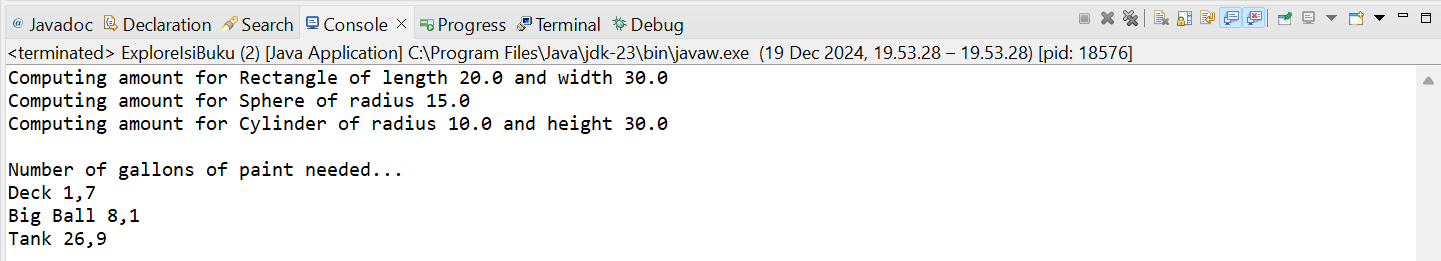 @ Javadoc Declaration Search Console × Progress Terminal Debug
<terminated> ExploreIsiBuku (2) [Java Application] C:\Program Files\Java\jdk-23\bin\javaw.exe (19 Dec 2024, 19.53.28 – 19.53.28) [pid: 18576]
Computing amount for Rectangle of length 20.0 and width 30.0
Computing amount for Sphere of radius 15.0
Computing amount for Cylinder of radius 10.0 and height 30.0
Number of gallons of paint needed...
Deck 1,7
Big Ball 8,1
Tank 26,9